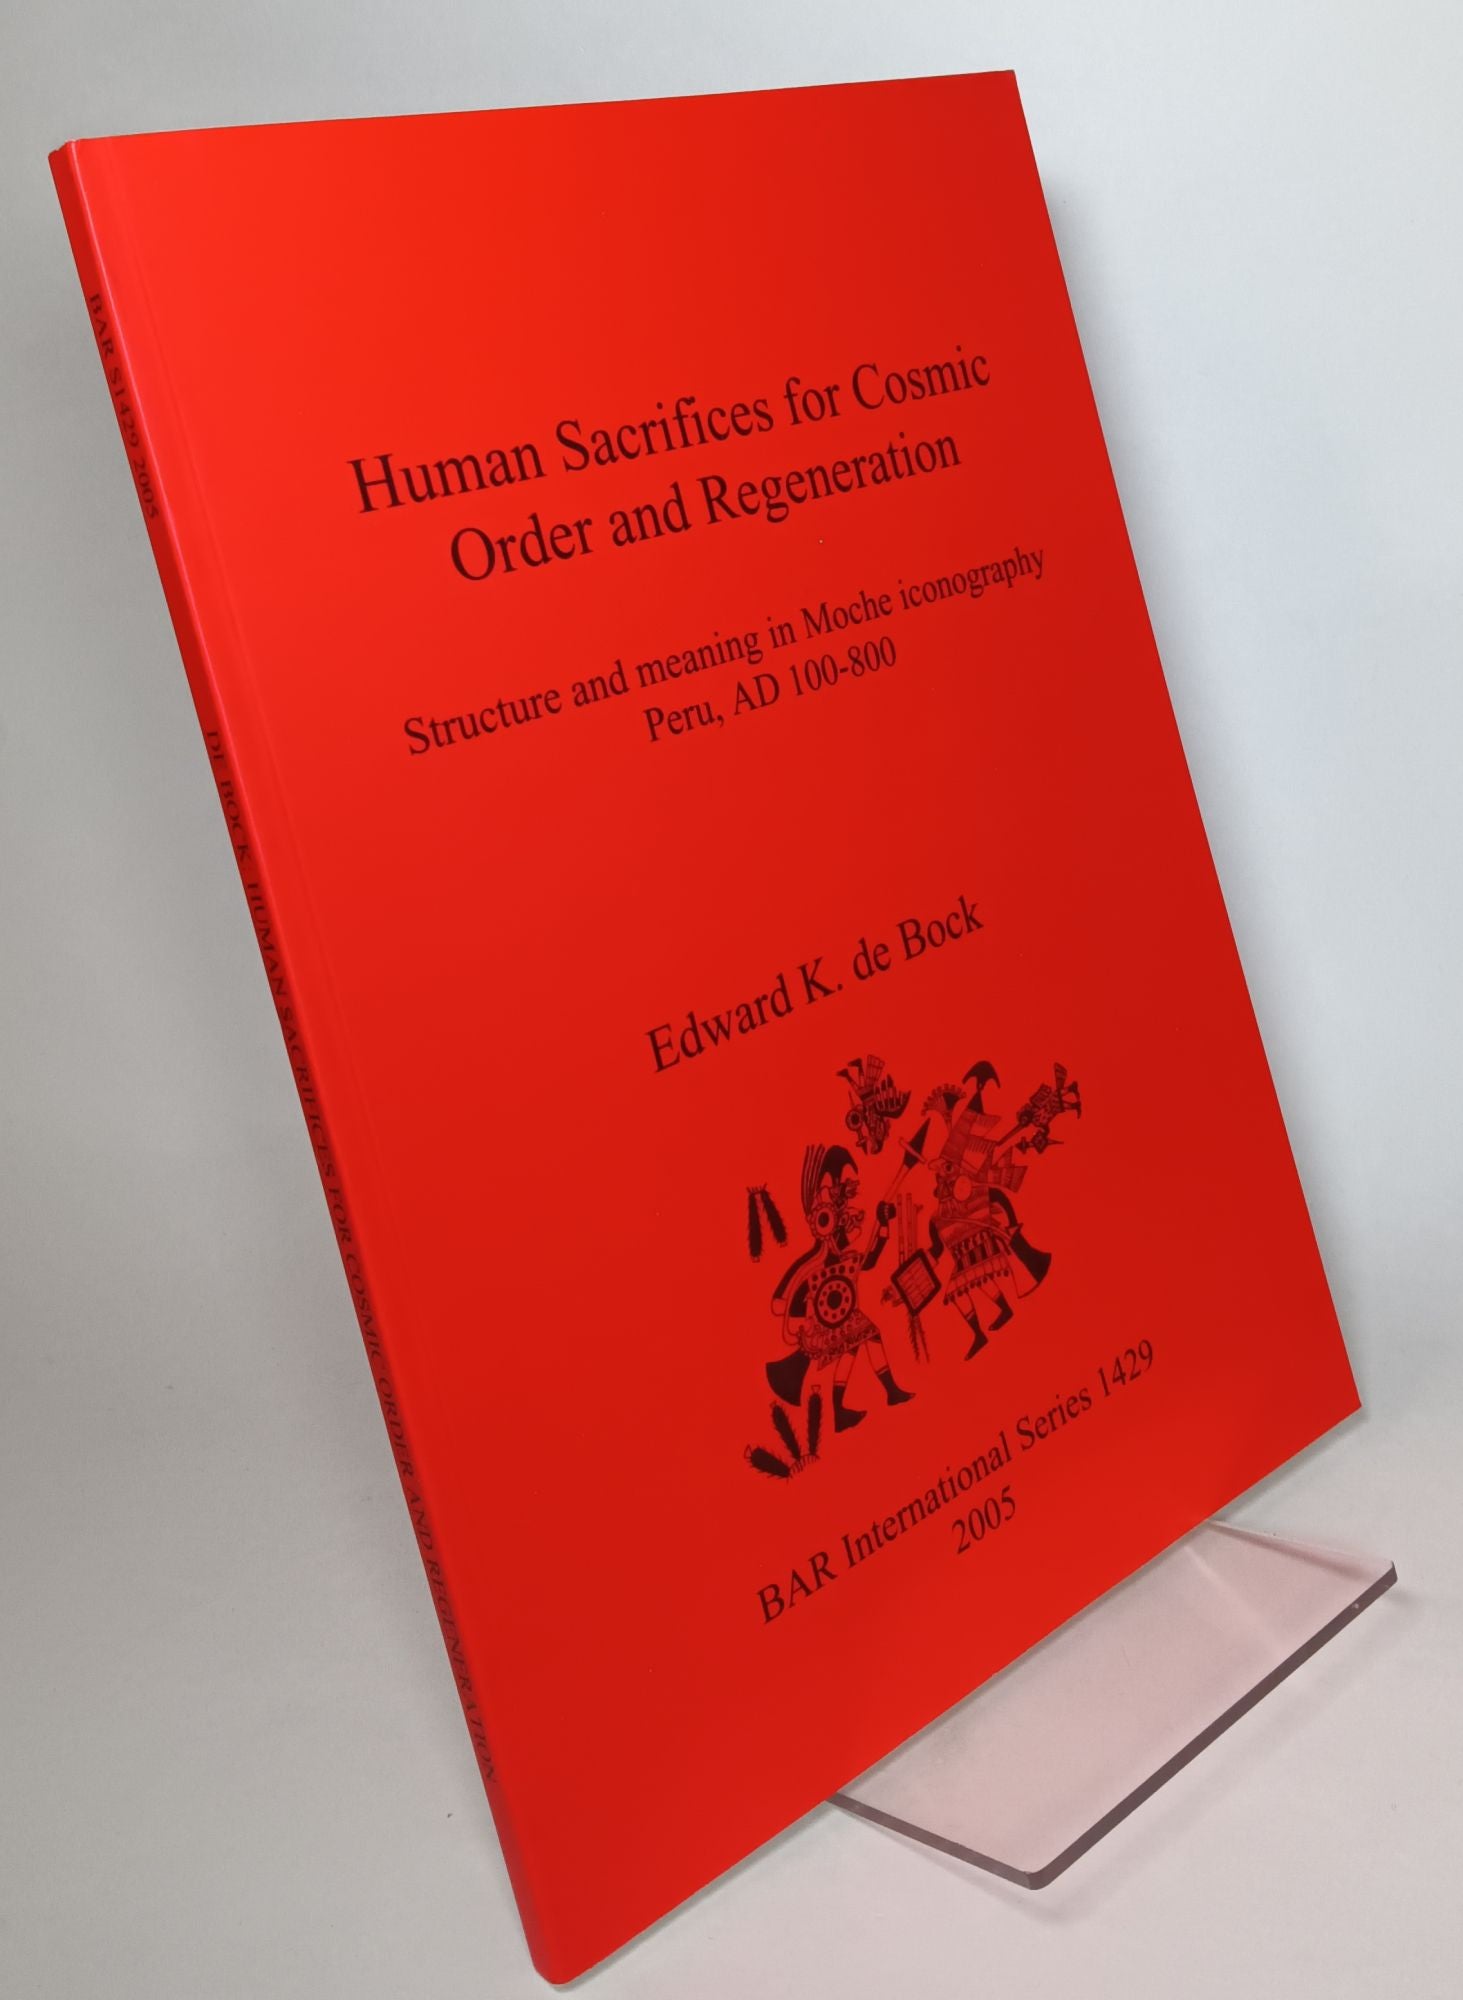 Human Sacrifices for Cosmic
Order and Regeneration
Structure and meaning in Moche iconography
Peru, AD 100-800
Edward K. de Bock
BAR International Series 1429
2005
BAR S1429 2005
DE BOCK HUMAN SACRIFICES FOR COSMIC ORDER AND REGENERATION